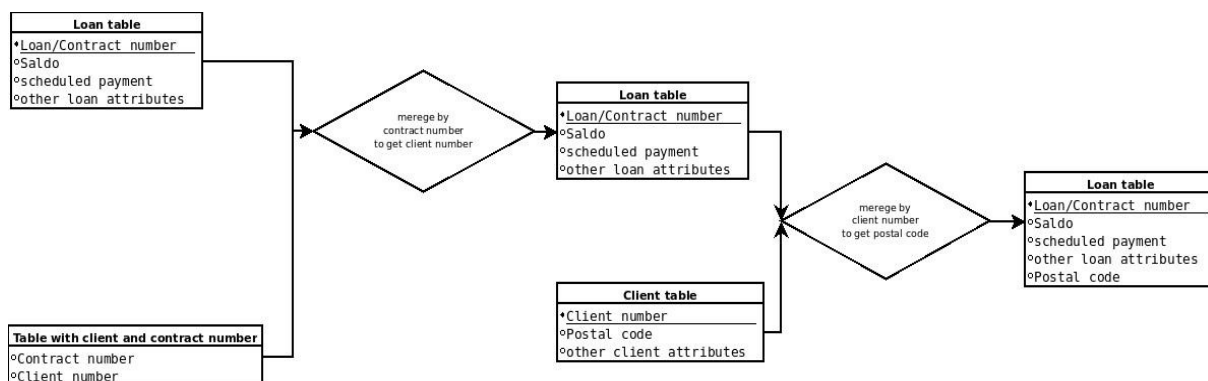 Loan table
Loan/Contract number
Saldo
scheduled payment
other loan attributes
merege by
contract number
to get client number
Loan table
Loan/Contract number
Saldo
scheduled payment
other loan attributes
merege by
client number
to get postal code
Loan table
Loan/Contract number
Saldo
scheduled payment
other loan attributes
Postal code
Client table
Client number
Postal code
other client attributes
Table with client and contract number
Contract number
Client number